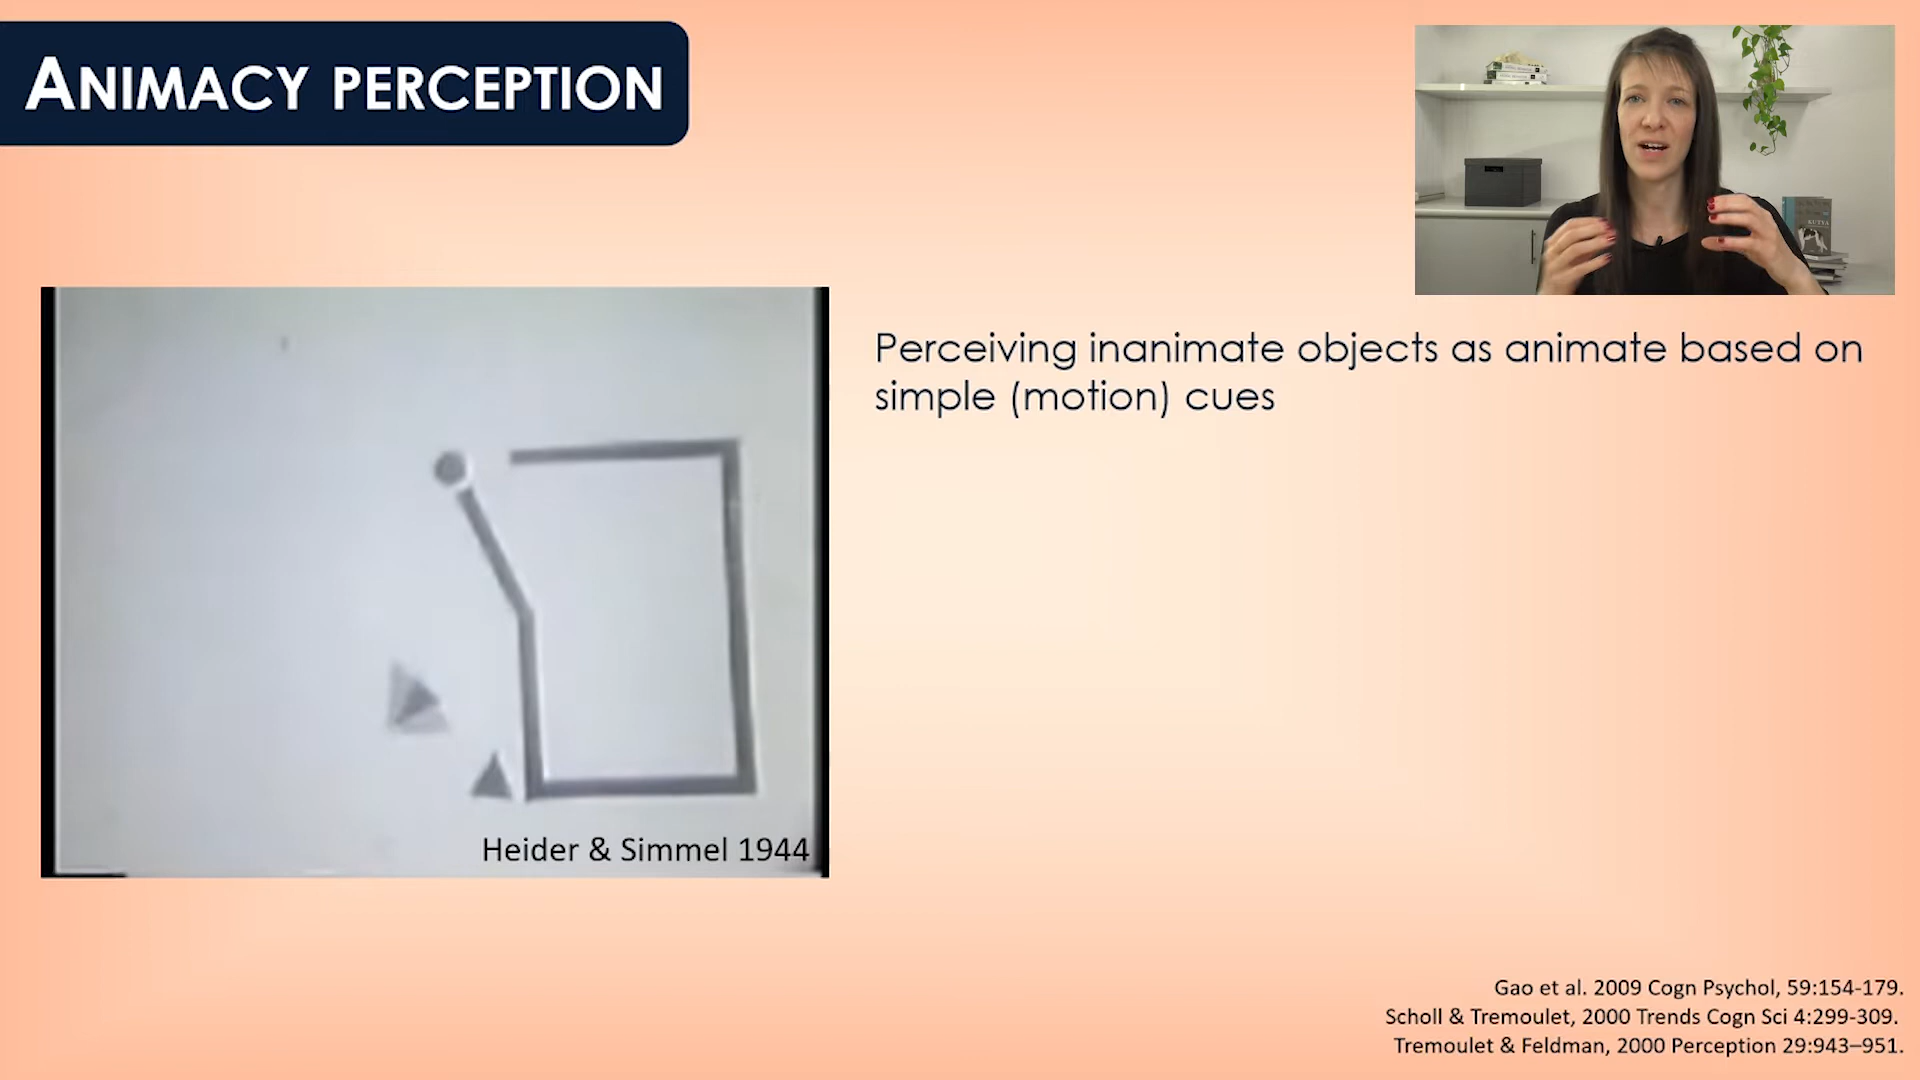 ANIMACY PERCEPTION
KUTYA
Perceiving inanimate objects as animate based on
simple (motion) cues
Heider & Simmel 1944
Gao et al. 2009 Cogn Psychol, 59:154-179.
Scholl & Tremoulet, 2000 Trends Cogn Sci 4:299-309.
Tremoulet & Feldman, 2000 Perception 29:943–951.